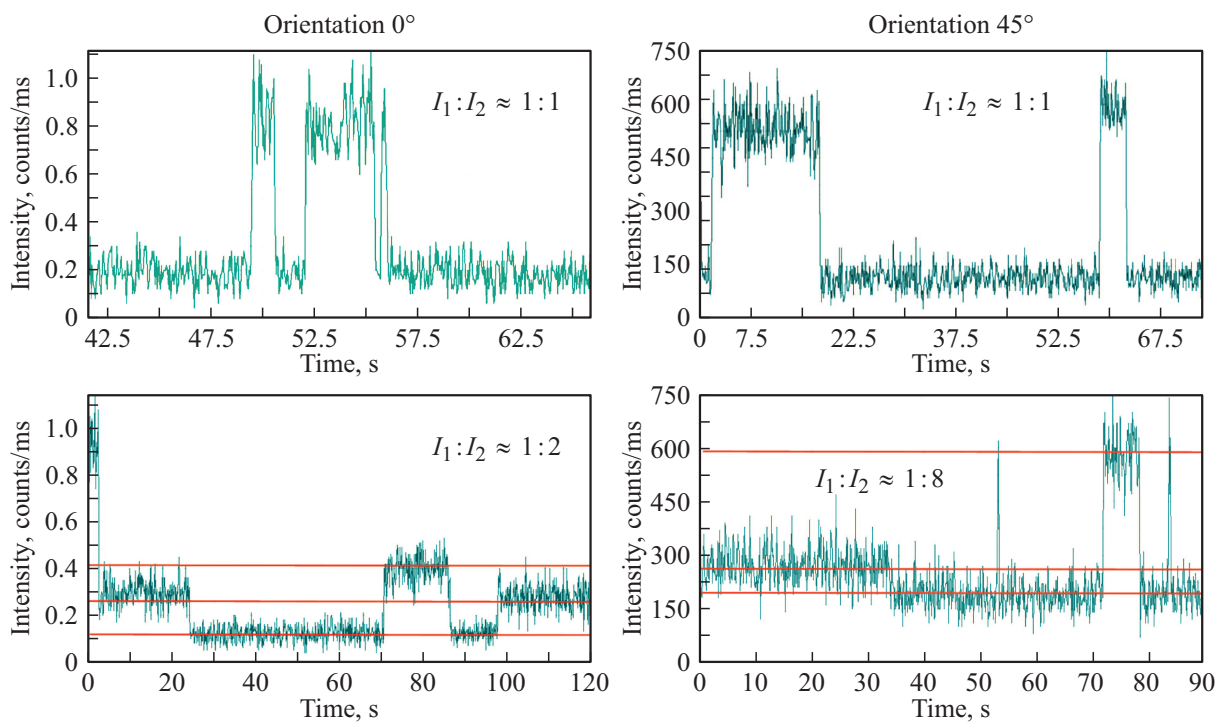 Orientation 0°
Intensity, counts/ms
1.0
0.8
0.6
0.4
0.2
0
I₁ : I₂ ≈ 1 : 1
42.5 47.5 52.5 57.5 62.5
Time, s
Orientation 45°
Intensity, counts/ms
750
600
450
300
150
0
I₁ : I₂ ≈ 1 : 1
0 7.5 22.5 37.5 52.5 67.5
Time, s
Intensity, counts/ms
1.0
0.8
0.6
0.4
0.2
0
I₁ : I₂ ≈ 1 : 2
0 20 40 60 80 100 120
Time, s
Intensity, counts/ms
750
600
450
300
150
0
I₁ : I₂ ≈ 1 : 8
0 10 20 30 40 50 60 70 80 90
Time, s